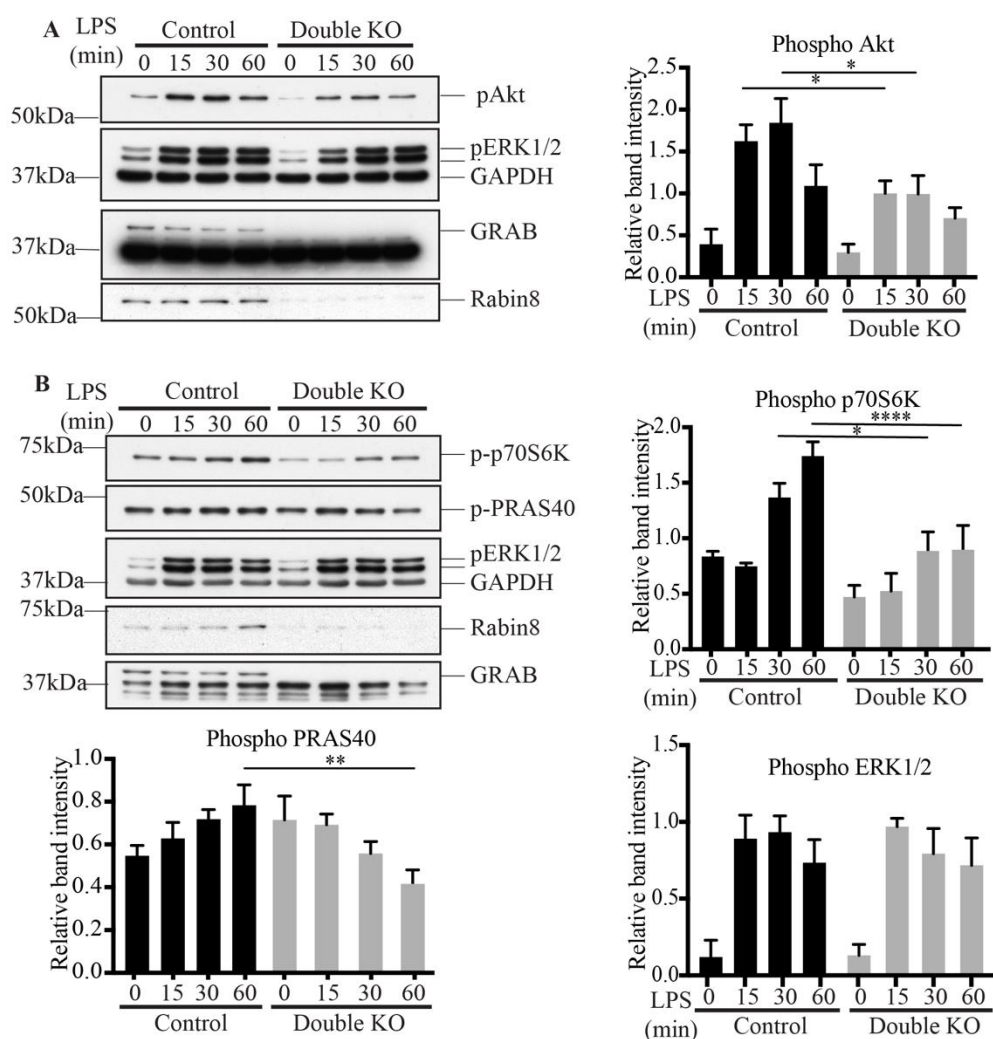 A
LPS
(min)
Control
Double KO
0 15 30 60 0 15 30 60
pAkt
50kDa
pERK1/2
37kDa
GAPDH
37kDa
GRAB
50kDa
Rabin8
Phospho Akt
Relative band intensity
2.5
2.0
1.5
1.0
0.5
0.0
*
*
LPS
(min)
0 15 30 60 0 15 30 60
Control
Double KO
B
LPS
(min)
Control
Double KO
0 15 30 60 0 15 30 60
75kDa
p-p70S6K
50kDa
p-PRAS40
pERK1/2
37kDa
GAPDH
75kDa
Rabin8
37kDa
GRAB
Phospho p70S6K
Relative band intensity
2.0
1.5
1.0
0.5
0.0
****
*
LPS
(min)
0 15 30 60 0 15 30 60
Control
Double KO
Phospho PRAS40
Relative band intensity
1.0
0.8
0.6
0.4
0.2
0.0
**
0 15 30 60 0 15 30 60
Control
Double KO
Phospho ERK1/2
Relative band intensity
1.5
1.0
0.5
0.0
LPS
(min)
0 15 30 60 0 15 30 60
Control
Double KO